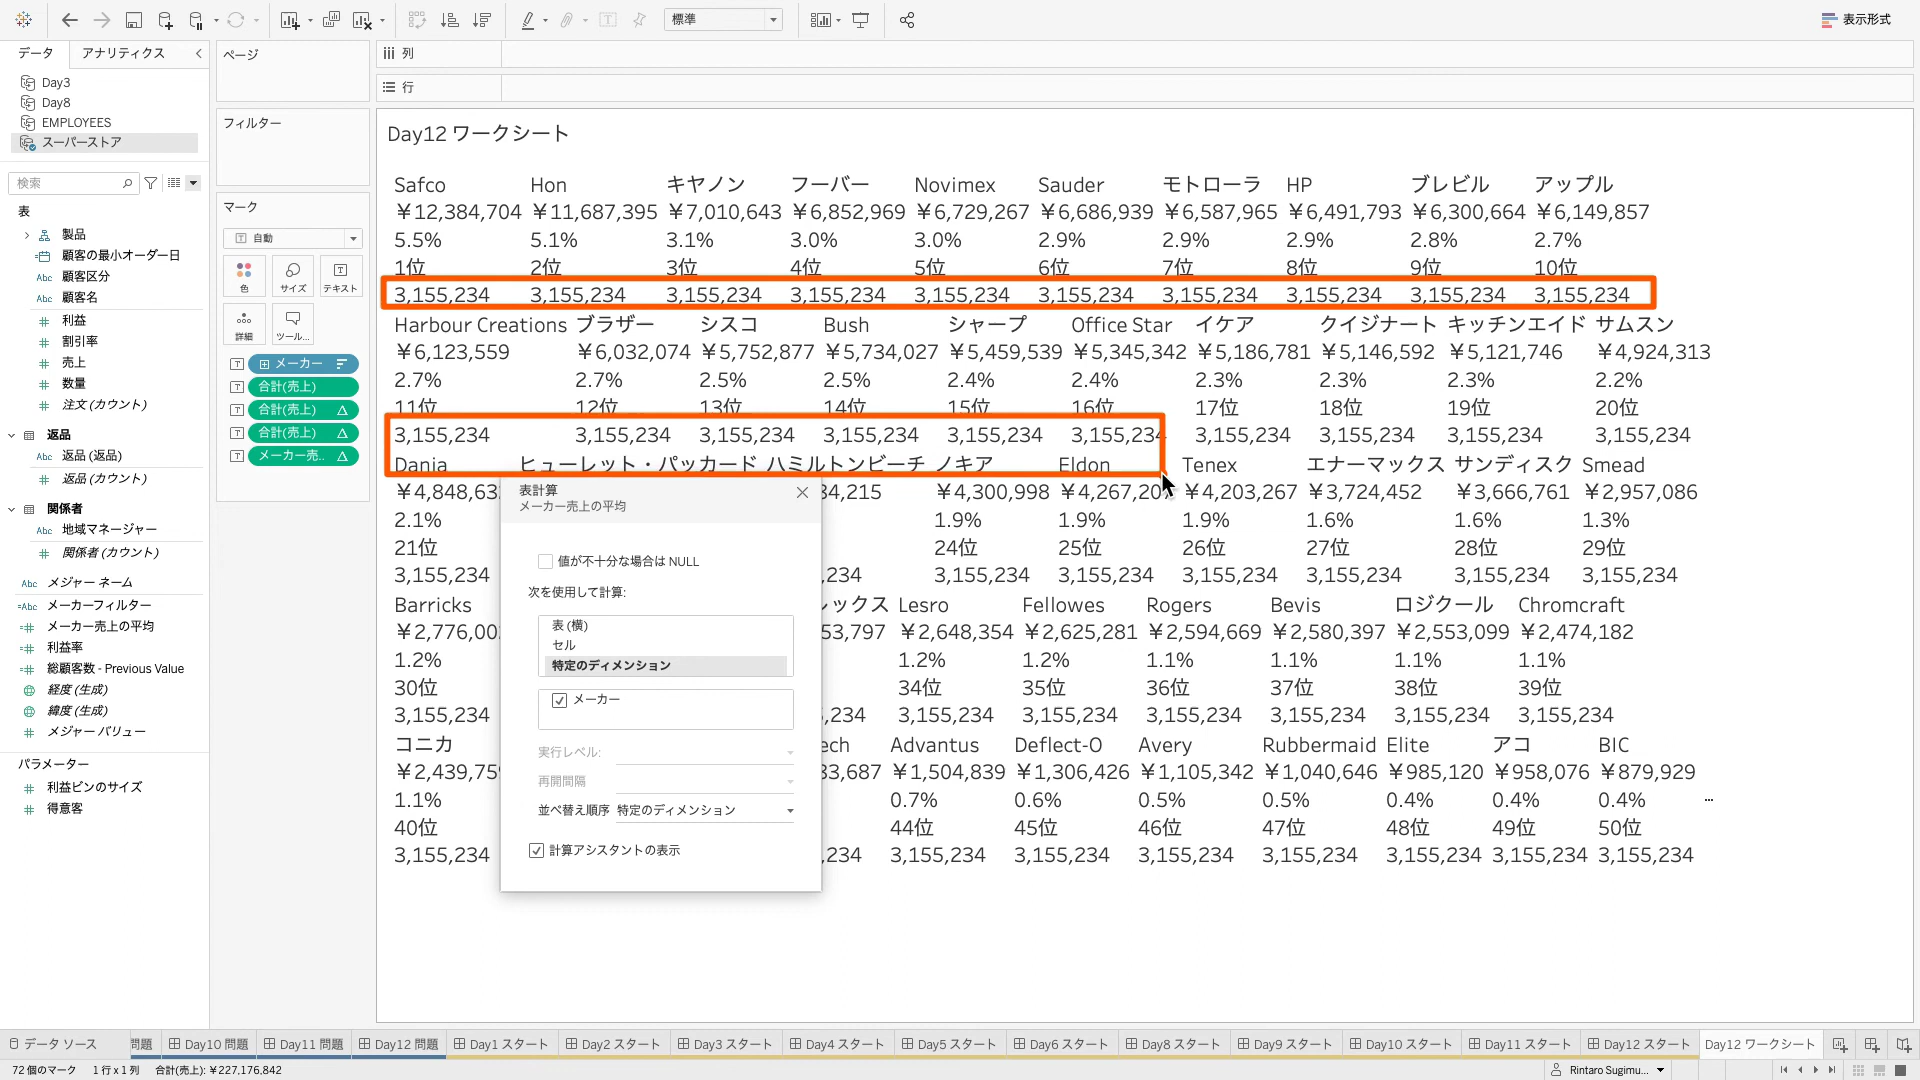 標準
表示形式
データ
アナリティクス
Day3
Day8
EMPLOYEES
スーパーストア
検索
表
製品
顧客の最小オーダー日
Abc 顧客区分
Abc 顧客名
利益
割引率
売上
数量
注文 (カウント)
返品
Abc 返品 (返品)
返品 (カウント)
関係者
Abc 地域マネージャー
関係者 (カウント)
Abc メジャー ネーム
=Abc メーカーフィルター
メーカー売上の平均
利益率
総顧客数 - Previous Value
経度 (生成)
緯度 (生成)
メジャー バリュー
パラメーター
利益ビンのサイズ
得意客
ページ
フィルター
マーク
自動
色
サイズ
テキスト
詳細
ツール...
メーカー
合計(売上)
合計(売上) △
合計(売上) △
メーカー売.. △
列
行
Day12 ワークシート
Safco Hon キヤノン フーバー Novimex Sauder モトローラ HP ブレビル アップル
￥12,384,704 ￥11,687,395 ￥7,010,643 ￥6,852,969 ￥6,729,267 ￥6,686,939 ￥6,587,965 ￥6,491,793 ￥6,300,664 ￥6,149,857
5.5% 5.1% 3.1% 3.0% 3.0% 2.9% 2.9% 2.9% 2.8% 2.7%
1位 2位 3位 4位 5位 6位 7位 8位 9位 10位
3,155,234 3,155,234 3,155,234 3,155,234 3,155,234 3,155,234 3,155,234 3,155,234 3,155,234 3,155,234
Harbour Creations ブラザー シスコ Bush シャープ Office Star イケア クイジナート キッチンエイド サムスン
￥6,123,559 ￥6,032,074 ￥5,752,877 ￥5,734,027 ￥5,459,539 ￥5,345,342 ￥5,186,781 ￥5,146,592 ￥5,121,746 ￥4,924,313
2.7% 2.7% 2.5% 2.5% 2.4% 2.4% 2.3% 2.3% 2.3% 2.2%
11位 12位 13位 14位 15位 16位 17位 18位 19位 20位
3,155,234 3,155,234 3,155,234 3,155,234 3,155,234 3,155,234 3,155,234 3,155,234 3,155,234 3,155,234
Dania ヒューレット・パッカード ハミルトンビーチ ノキア Eldon Tenex エナーマックス サンディスク Smead
￥4,848,63 34,215 ￥4,300,998 ￥4,267,207 ￥4,203,267 ￥3,724,452 ￥3,666,761 ￥2,957,086
2.1% 1.9% 1.9% 1.9% 1.6% 1.6% 1.3%
21位 24位 25位 26位 27位 28位 29位
3,155,234 ,234 3,155,234 3,155,234 3,155,234 3,155,234 3,155,234 3,155,234
Barricks レックス Lesro Fellowes Rogers Bevis ロジクール Chromcraft
￥2,776,00 53,797 ￥2,648,354 ￥2,625,281 ￥2,594,669 ￥2,580,397 ￥2,553,099 ￥2,474,182
1.2% 1.2% 1.2% 1.1% 1.1% 1.1% 1.1%
30位 34位 35位 36位 37位 38位 39位
3,155,234 ,234 3,155,234 3,155,234 3,155,234 3,155,234 3,155,234 3,155,234
コニカ ech Advantus Deflect-O Avery Rubbermaid Elite アコ BIC
￥2,439,75 33,687 ￥1,504,839 ￥1,306,426 ￥1,105,342 ￥1,040,646 ￥985,120 ￥958,076 ￥879,929
1.1% 0.7% 0.6% 0.5% 0.5% 0.4% 0.4% 0.4% ...
40位 44位 45位 46位 47位 48位 49位 50位
3,155,234 ,234 3,155,234 3,155,234 3,155,234 3,155,234 3,155,234 3,155,234 3,155,234
表計算
メーカー売上の平均
値が不十分な場合は NULL
次を使用して計算:
表 (横)
セル
特定のディメンション
メーカー
実行レベル:
再開間隔
並べ替え順序 特定のディメンション
計算アシスタントの表示
データ ソース 問題 Day10 問題 Day11 問題 Day12 問題 Day1 スタート Day2 スタート Day3 スタート Day4 スタート Day5 スタート Day6 スタート Day8 スタート Day9 スタート Day10 スタート Day11 スタート Day12 スタート Day12 ワークシート
72 個のマーク 1 行 x 1 列 合計(売上): ￥227,176,842 Rintaro Sugimu...